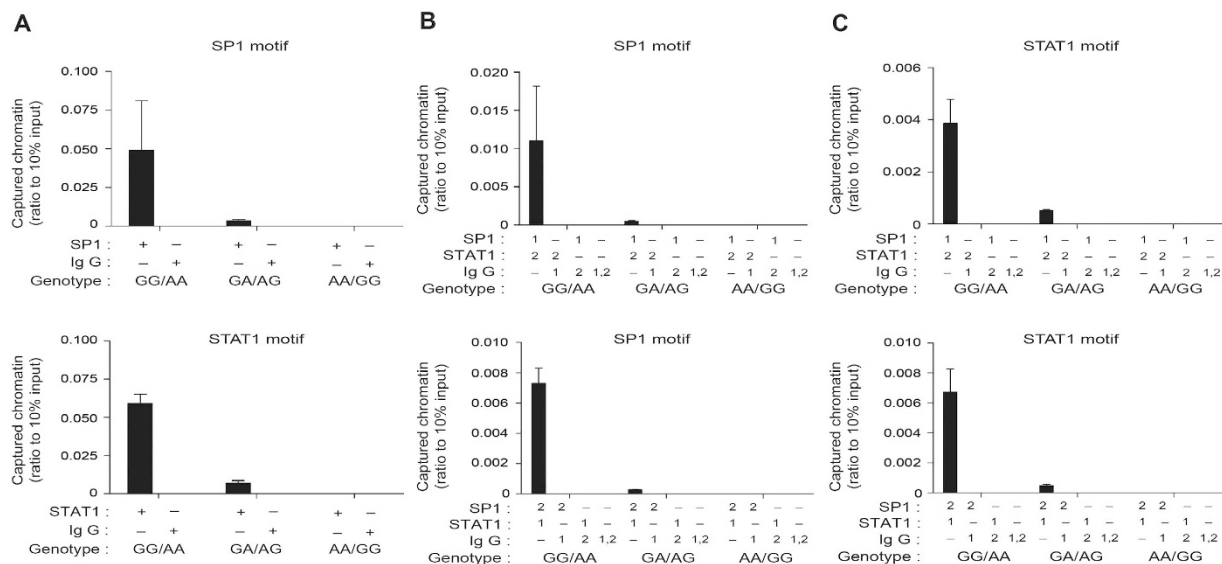 A
SP1 motif
Captured chromatin
(ratio to 10% input)
0.100
0.075
0.050
0.025
0
SP1 : + − + − + −
Ig G : − + − + − +
Genotype : GG/AA GA/AG AA/GG
STAT1 motif
Captured chromatin
(ratio to 10% input)
0.100
0.075
0.050
0.025
0
STAT1 : + − + − + −
Ig G : − + − + − +
Genotype : GG/AA GA/AG AA/GG
B
SP1 motif
Captured chromatin
(ratio to 10% input)
0.020
0.015
0.010
0.005
0.000
SP1 : 1 − 1 − 1 − 1 − 1 − 1 −
STAT1 : 2 2 − − 2 2 − − 2 2 − −
Ig G : − 1 2 1,2 − 1 2 1,2 − 1 2 1,2
Genotype : GG/AA GA/AG AA/GG
SP1 motif
Captured chromatin
(ratio to 10% input)
0.010
0.008
0.006
0.004
0.002
0.000
SP1 : 2 2 − − 2 2 − − 2 2 − −
STAT1 : 1 − 1 − 1 − 1 − 1 − 1 −
Ig G : − 1 2 1,2 − 1 2 1,2 − 1 2 1,2
Genotype : GG/AA GA/AG AA/GG
C
STAT1 motif
Captured chromatin
(ratio to 10% input)
0.006
0.004
0.002
0.000
SP1 : 1 − 1 − 1 − 1 − 1 − 1 −
STAT1 : 2 2 − − 2 2 − − 2 2 − −
Ig G : − 1 2 1,2 − 1 2 1,2 − 1 2 1,2
Genotype : GG/AA GA/AG AA/GG
STAT1 motif
Captured chromatin
(ratio to 10% input)
0.010
0.008
0.006
0.004
0.002
0.000
SP1 : 2 2 − − 2 2 − − 2 2 − −
STAT1 : 1 − 1 − 1 − 1 − 1 − 1 −
Ig G : − 1 2 1,2 − 1 2 1,2 − 1 2 1,2
Genotype : GG/AA GA/AG AA/GG